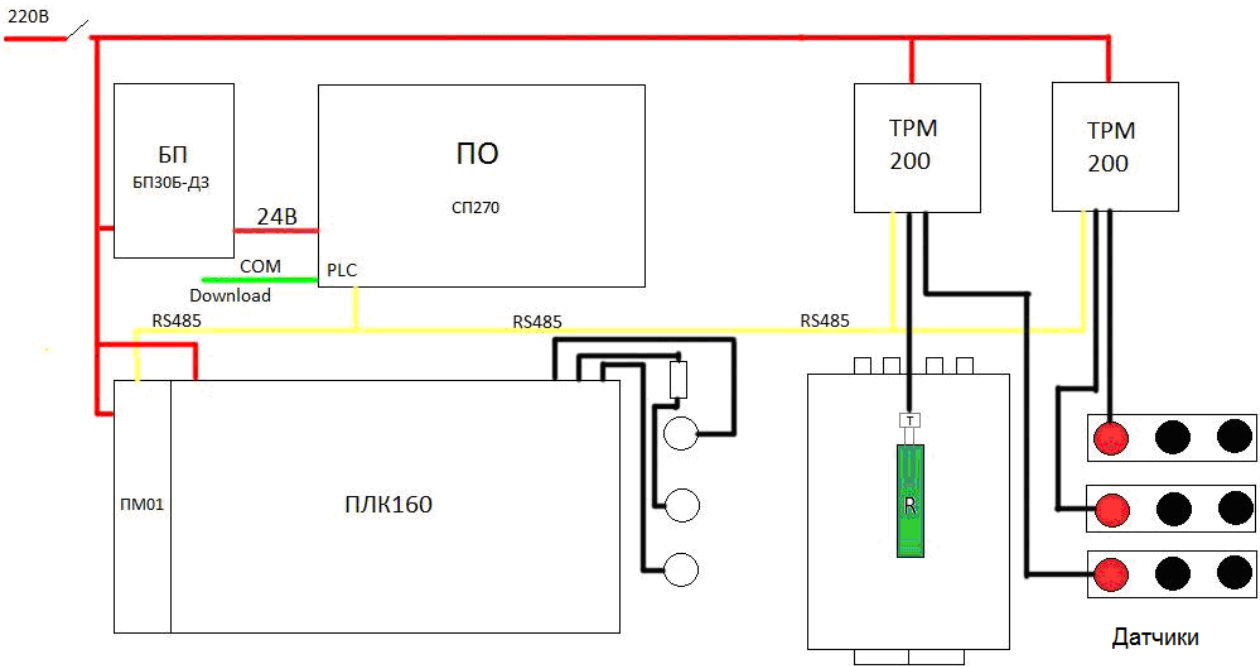 220В
БП
БП30Б-Д3
24В
COM
Download
ПО
СП270
PLC
ТРМ
200
ТРМ
200
RS485
RS485
RS485
ПМ01
ПЛК160
T
R
Датчики